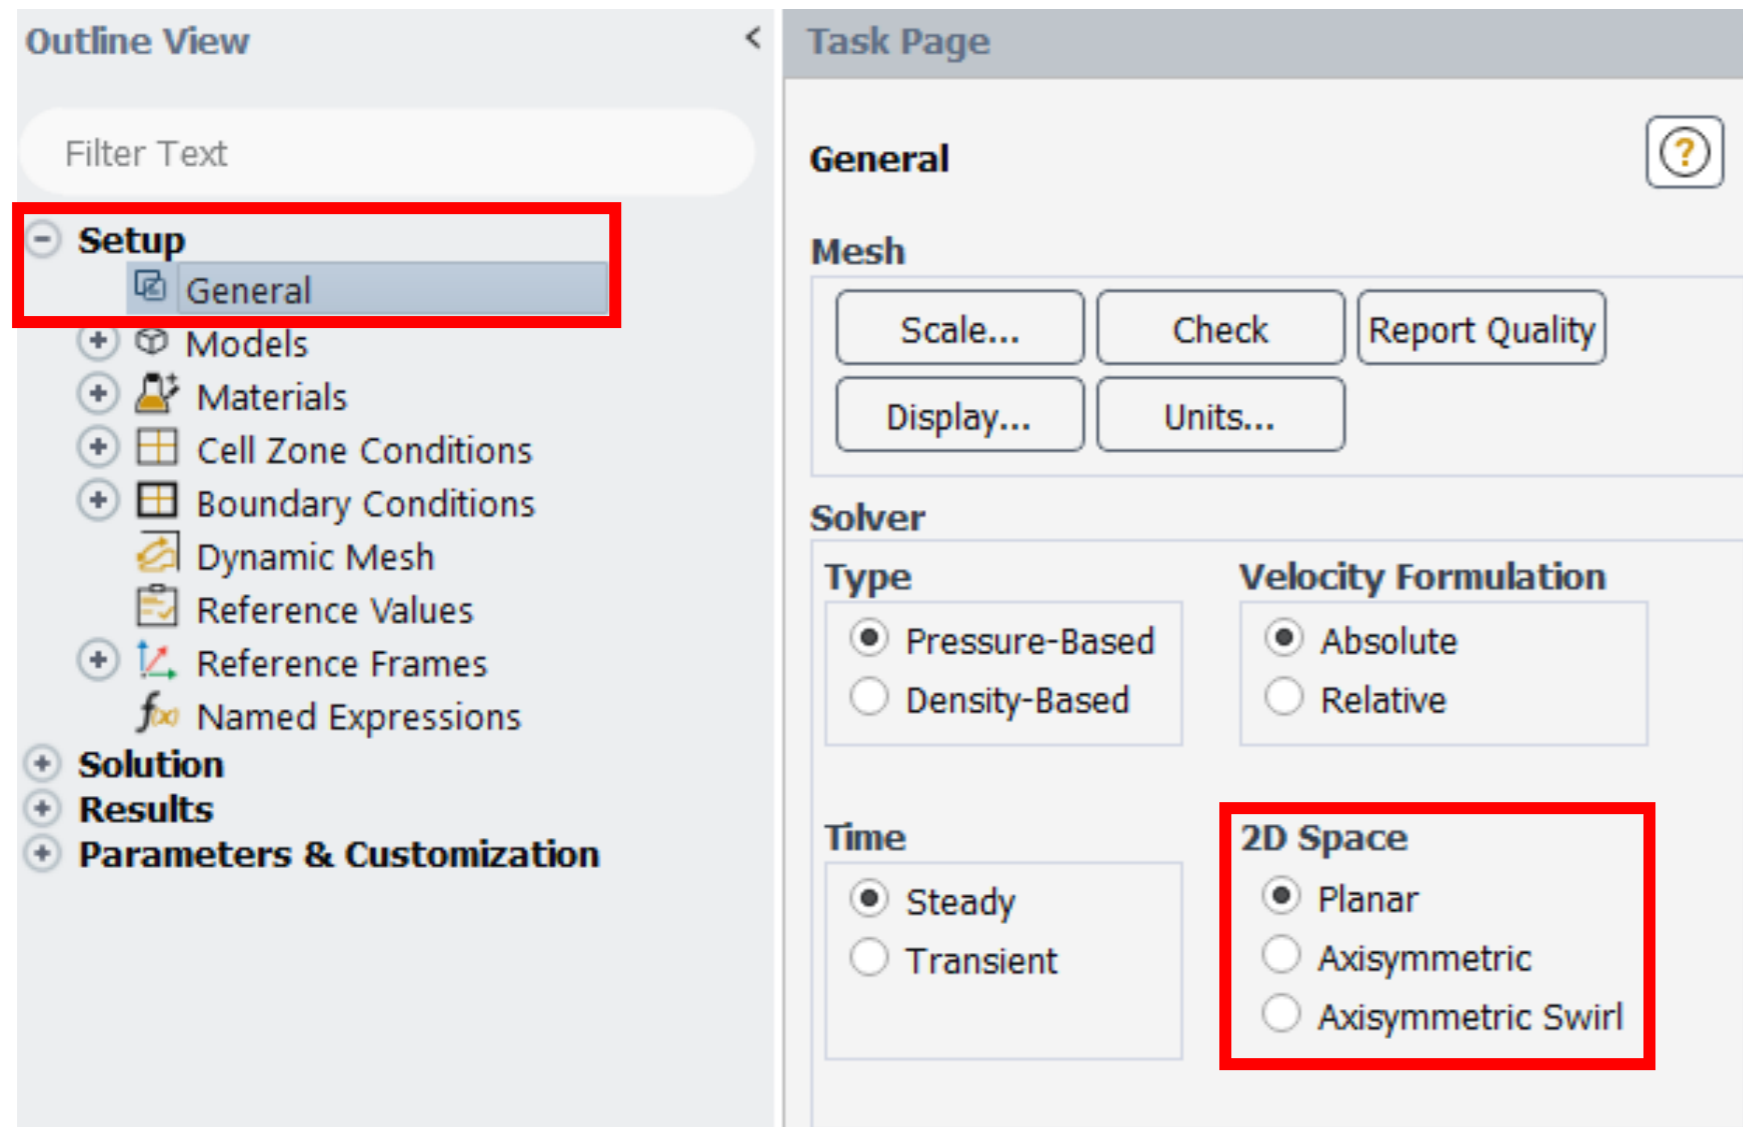 Outline View
<
Filter Text
Setup
General
Models
Materials
Cell Zone Conditions
Boundary Conditions
Dynamic Mesh
Reference Values
Reference Frames
f(x) Named Expressions
Solution
Results
Parameters & Customization
Task Page
General
?
Mesh
Scale... Check Report Quality
Display... Units...
Solver
Type Velocity Formulation
Pressure-Based Absolute
Density-Based Relative
Time 2D Space
Steady Planar
Transient Axisymmetric
Axisymmetric Swirl